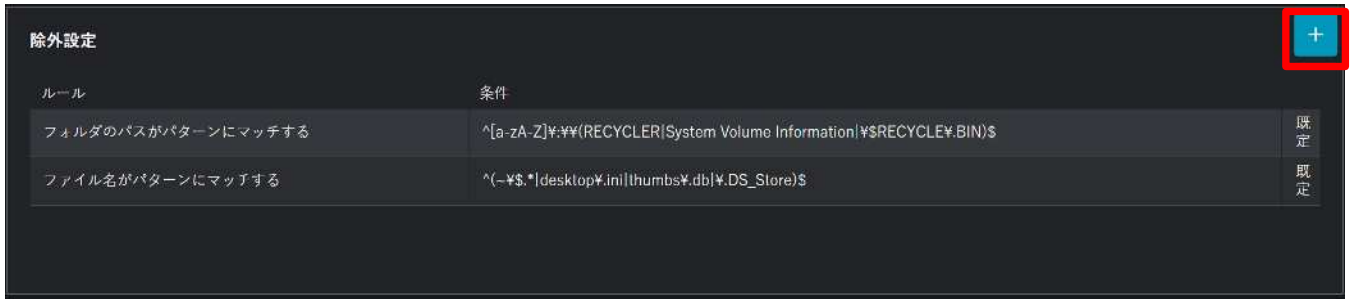 除外設定
+
ルール 条件
フォルダのパスがパターンにマッチする ^[a-zA-Z]¥:¥¥(RECYCLER|System Volume Information|¥$RECYCLE¥.BIN)$ 既定
ファイル名がパターンにマッチする ^(~¥$.*|desktop¥.ini|thumbs¥.db|¥.DS_Store)$ 既定